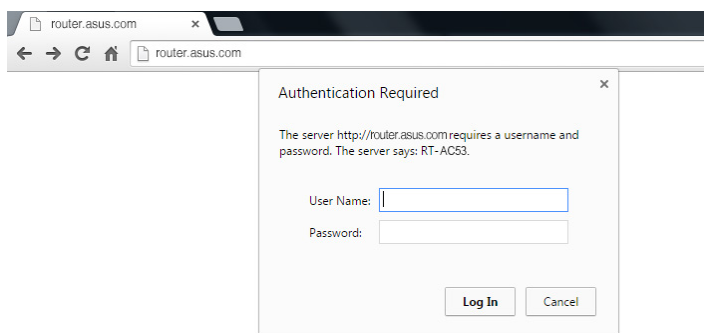 router.asus.com
router.asus.com
Authentication Required
The server http://router.asus.com requires a username and
password. The server says: RT-AC53.
User Name:
Password:
Log In
Cancel